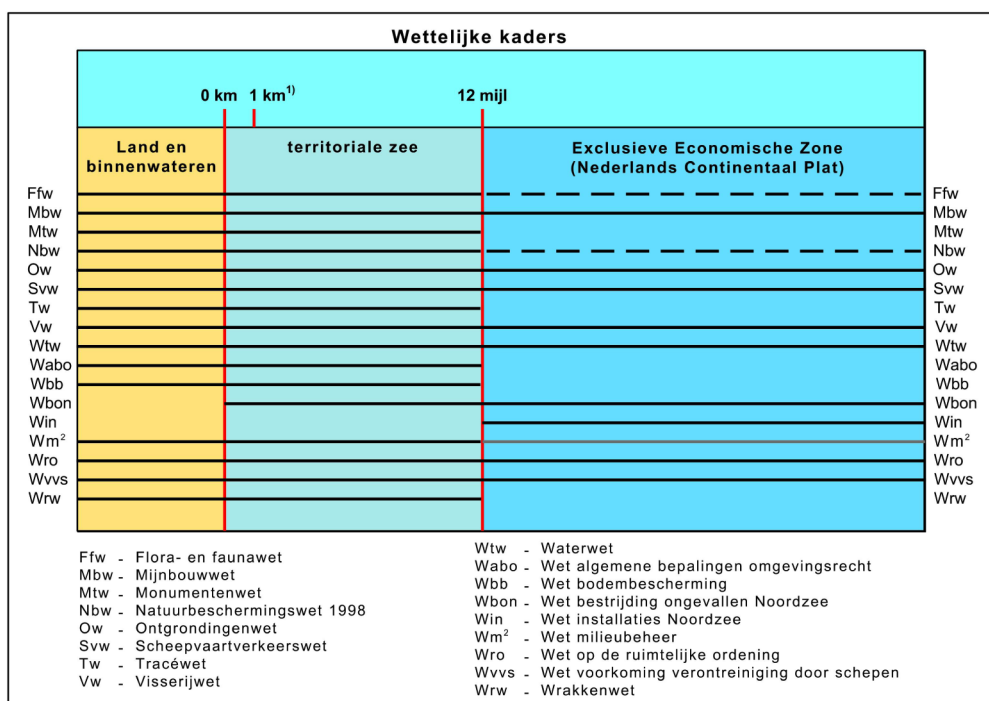 Wettelijke kaders
0 km 1 km1) 12 mijl
Land en
binnenwateren
territoriale zee
Exclusieve Economische Zone
(Nederlands Continentaal Plat)
Ffw Ffw
Mbw Mbw
Mtw Mtw
Nbw Nbw
Ow Ow
Svw Svw
Tw Tw
Vw Vw
Wtw Wtw
Wabo Wabo
Wbb Wbb
Wbon Wbon
Win Win
Wm2 Wm2
Wro Wro
Wvvs Wvvs
Wrw Wrw
Ffw - Flora- en faunawet
Mbw - Mijnbouwwet
Mtw - Monumentenwet
Nbw - Natuurbeschermingswet 1998
Ow - Ontgrondingenwet
Svw - Scheepvaartverkeerswet
Tw - Tracéwet
Vw - Visserijwet
Wtw - Waterwet
Wabo - Wet algemene bepalingen omgevingsrecht
Wbb - Wet bodembescherming
Wbon - Wet bestrijding ongevallen Noordzee
Win - Wet installaties Noordzee
Wm2 - Wet milieubeheer
Wro - Wet op de ruimtelijke ordening
Wvvs - Wet voorkoming verontreiniging door schepen
Wrw - Wrakkenwet